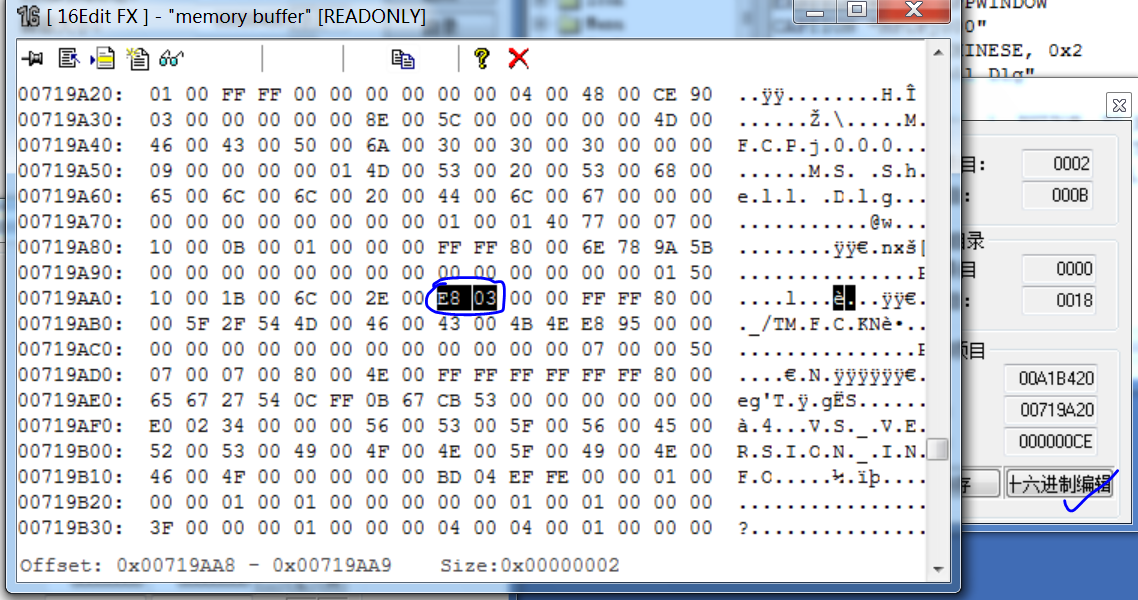 [ 16Edit FX ] - "memory buffer" [READONLY]
PWINDOW
0"
INESE, 0x2
00719A20: 01 00 FF FF 00 00 00 00 00 00 04 00 48 00 CE 90 ..ÿÿ........H.Î
00719A30: 03 00 00 00 00 00 8E 00 5C 00 00 00 00 00 4D 00 ......Ž.\.....M.
00719A40: 46 00 43 00 50 00 6A 00 30 00 30 00 30 00 00 00 F.C.P.j.0.0.0...
00719A50: 09 00 00 00 00 01 4D 00 53 00 20 00 53 00 68 00 ......M.S. .S.h.
00719A60: 65 00 6C 00 6C 00 20 00 44 00 6C 00 67 00 00 00 e.l.l. .D.l.g...
00719A70: 00 00 00 00 00 00 00 00 01 00 01 40 77 00 07 00 ...........@w...
00719A80: 10 00 0B 00 01 00 00 00 FF FF 80 00 6E 78 9A 5B ........ÿÿ€.nxš[
00719A90: 00 00 00 00 00 00 00 00 00 00 00 00 00 00 01 50 ...............P
00719AA0: 10 00 1B 00 6C 00 2E 00 E8 03 00 00 FF FF 80 00 ....l...è...ÿÿ€.
00719AB0: 00 5F 2F 54 4D 00 46 00 43 00 4B 4E E8 95 00 00 ._/TM.F.C.KNè•..
00719AC0: 00 00 00 00 00 00 00 00 00 00 00 00 07 00 00 50 ...............P
00719AD0: 07 00 07 00 80 00 4E 00 FF FF FF FF FF FF 80 00 ....€.N.ÿÿÿÿÿÿ€.
00719AE0: 65 67 27 54 0C FF 0B 67 CB 53 00 00 00 00 00 00 eg'T.ÿ.gËS......
00719AF0: E0 02 34 00 00 00 56 00 53 00 5F 00 56 00 45 00 à.4...V.S._.V.E.
00719B00: 52 00 53 00 49 00 4F 00 4E 00 5F 00 49 00 4E 00 R.S.I.O.N._.I.N.
00719B10: 46 00 4F 00 00 00 00 00 BD 04 EF FE 00 00 01 00 F.O.....½.ïþ....
00719B20: 00 00 01 00 01 00 00 00 00 00 01 00 01 00 00 00 ................
00719B30: 3F 00 00 00 01 00 00 00 04 00 04 00 01 00 00 00 ?...............
Offset: 0x00719AA8 - 0x00719AA9 Size:0x00000002
目: 0002
: 000B
录
目 0000
: 0018
项目
00A1B420
00719A20
000000CE
存 十六进制编辑